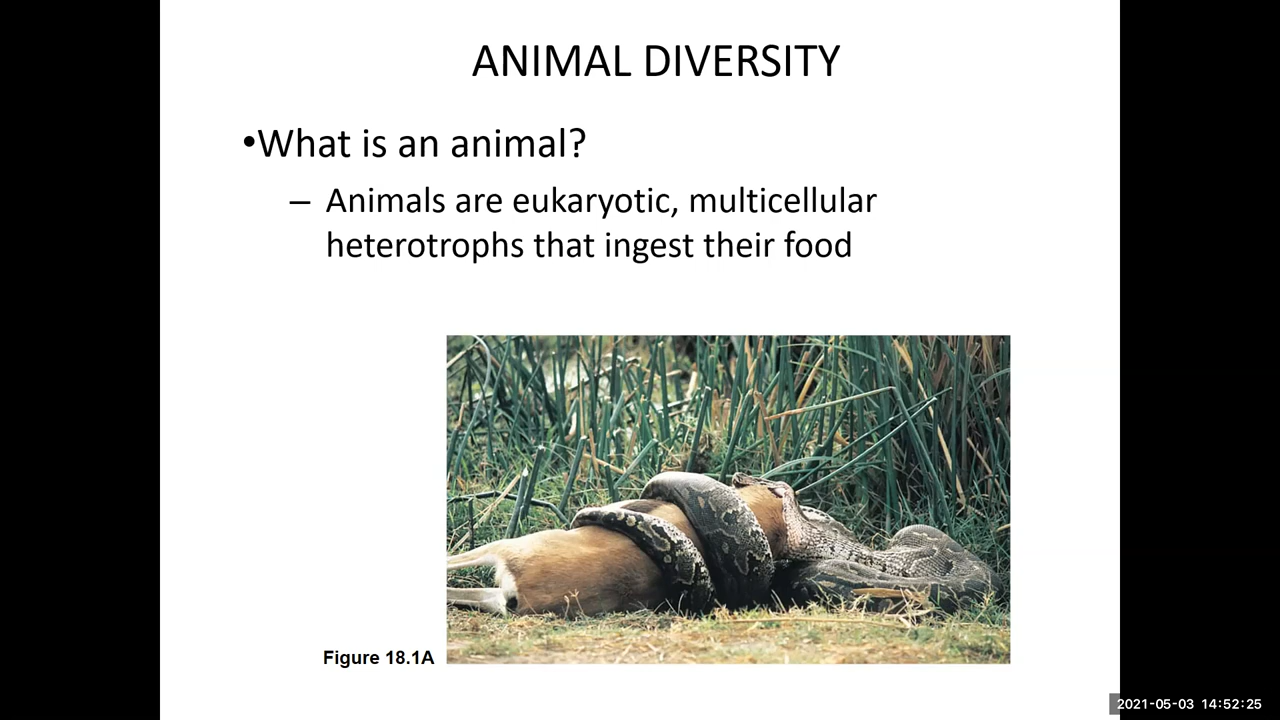 ANIMAL DIVERSITY
•What is an animal?
– Animals are eukaryotic, multicellular
heterotrophs that ingest their food
Figure 18.1A
2021-05-03 14:52:25